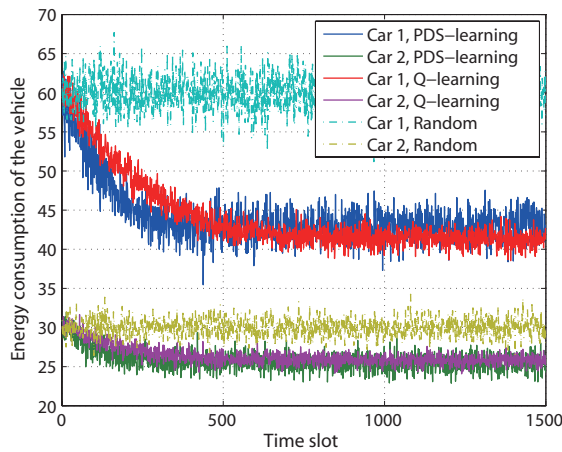 70
65
60
55
50
45
40
35
30
25
20
0
500
1000
1500
Energy consumption of the vehicle
Time slot
Car 1, PDS−learning
Car 2, PDS−learning
Car 1, Q−learning
Car 2, Q−learning
Car 1, Random
Car 2, Random